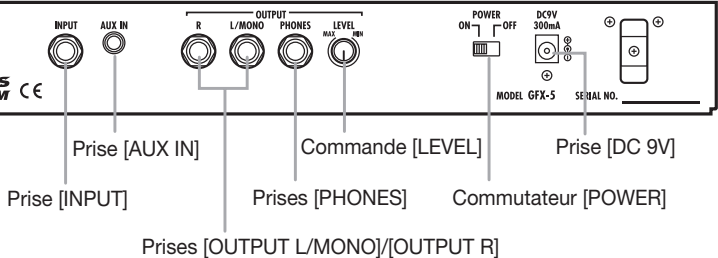 OUTPUT
POWER
DC9V
INPUT
AUX IN
R
L/MONO
PHONES
LEVEL
MAX
MIN
ON
OFF
300mA
CE
MODEL GFX-5
SERIAL NO.
Prise [AUX IN]
Commande [LEVEL]
Prise [DC 9V]
Prise [INPUT]
Prises [PHONES]
Commutateur [POWER]
Prises [OUTPUT L/MONO]/[OUTPUT R]